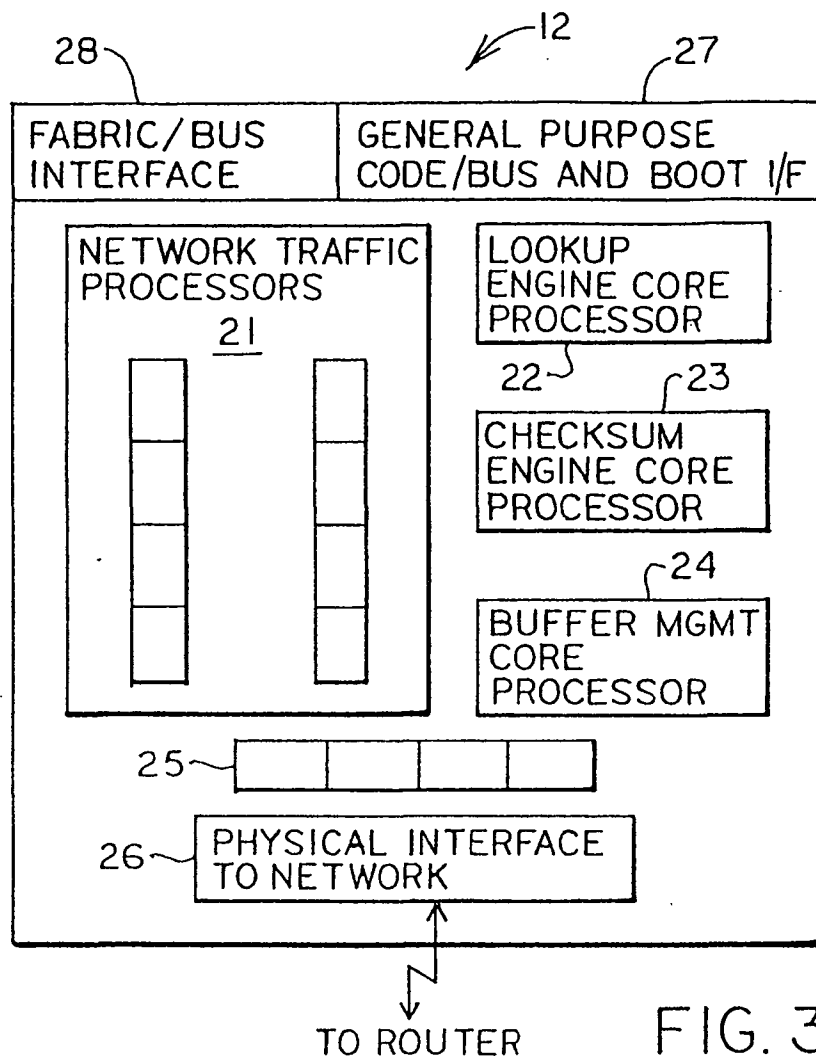 12
28
27
FABRIC/BUS
INTERFACE
GENERAL PURPOSE
CODE/BUS AND BOOT I/F
NETWORK TRAFFIC
PROCESSORS
21
LOOKUP
ENGINE CORE
PROCESSOR
22
23
CHECKSUM
ENGINE CORE
PROCESSOR
24
BUFFER MGMT
CORE
PROCESSOR
25
26
PHYSICAL INTERFACE
TO NETWORK
TO ROUTER
FIG. 3